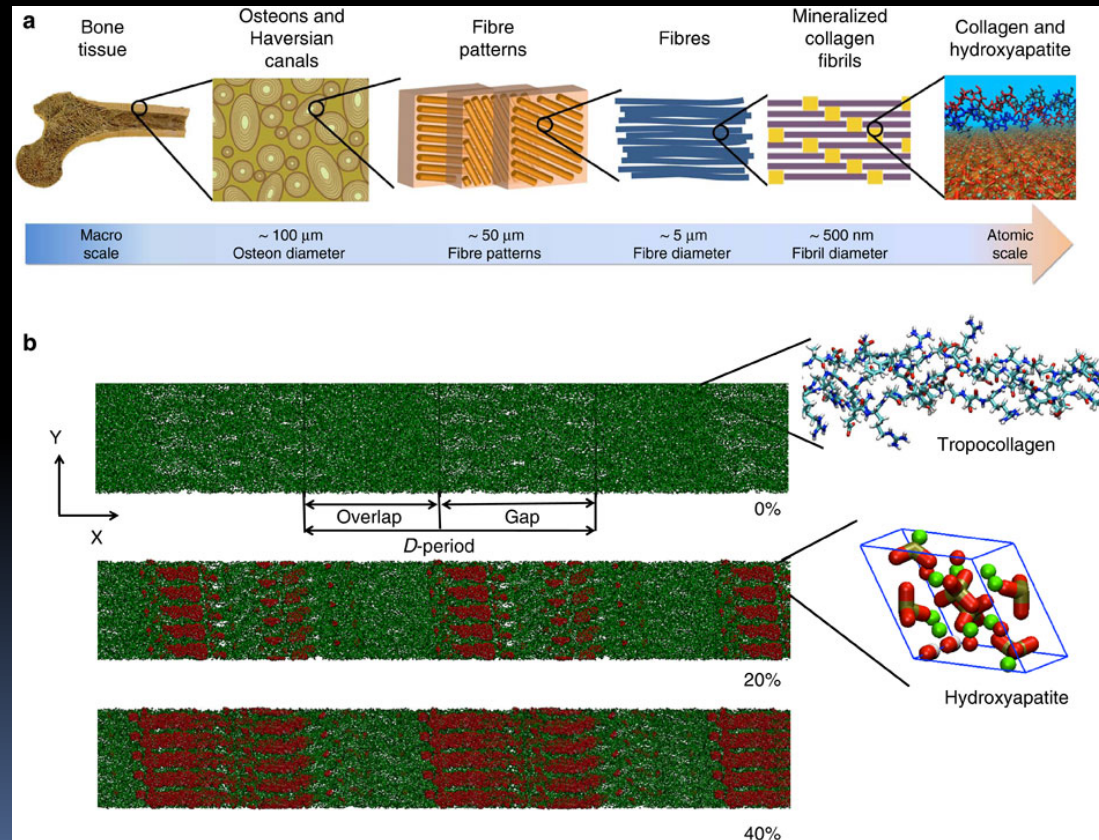 a
Bone
tissue
Osteons and
Haversian
canals
Fibre
patterns
Fibres
Mineralized
collagen
fibrils
Collagen and
hydroxyapatite
Macro
scale
~ 100 μm
Osteon diameter
~ 50 μm
Fibre patterns
~ 5 μm
Fibre diameter
~ 500 nm
Fibril diameter
Atomic
scale
b
Y
X
Overlap
Gap
D-period
0%
Tropocollagen
20%
Hydroxyapatite
40%